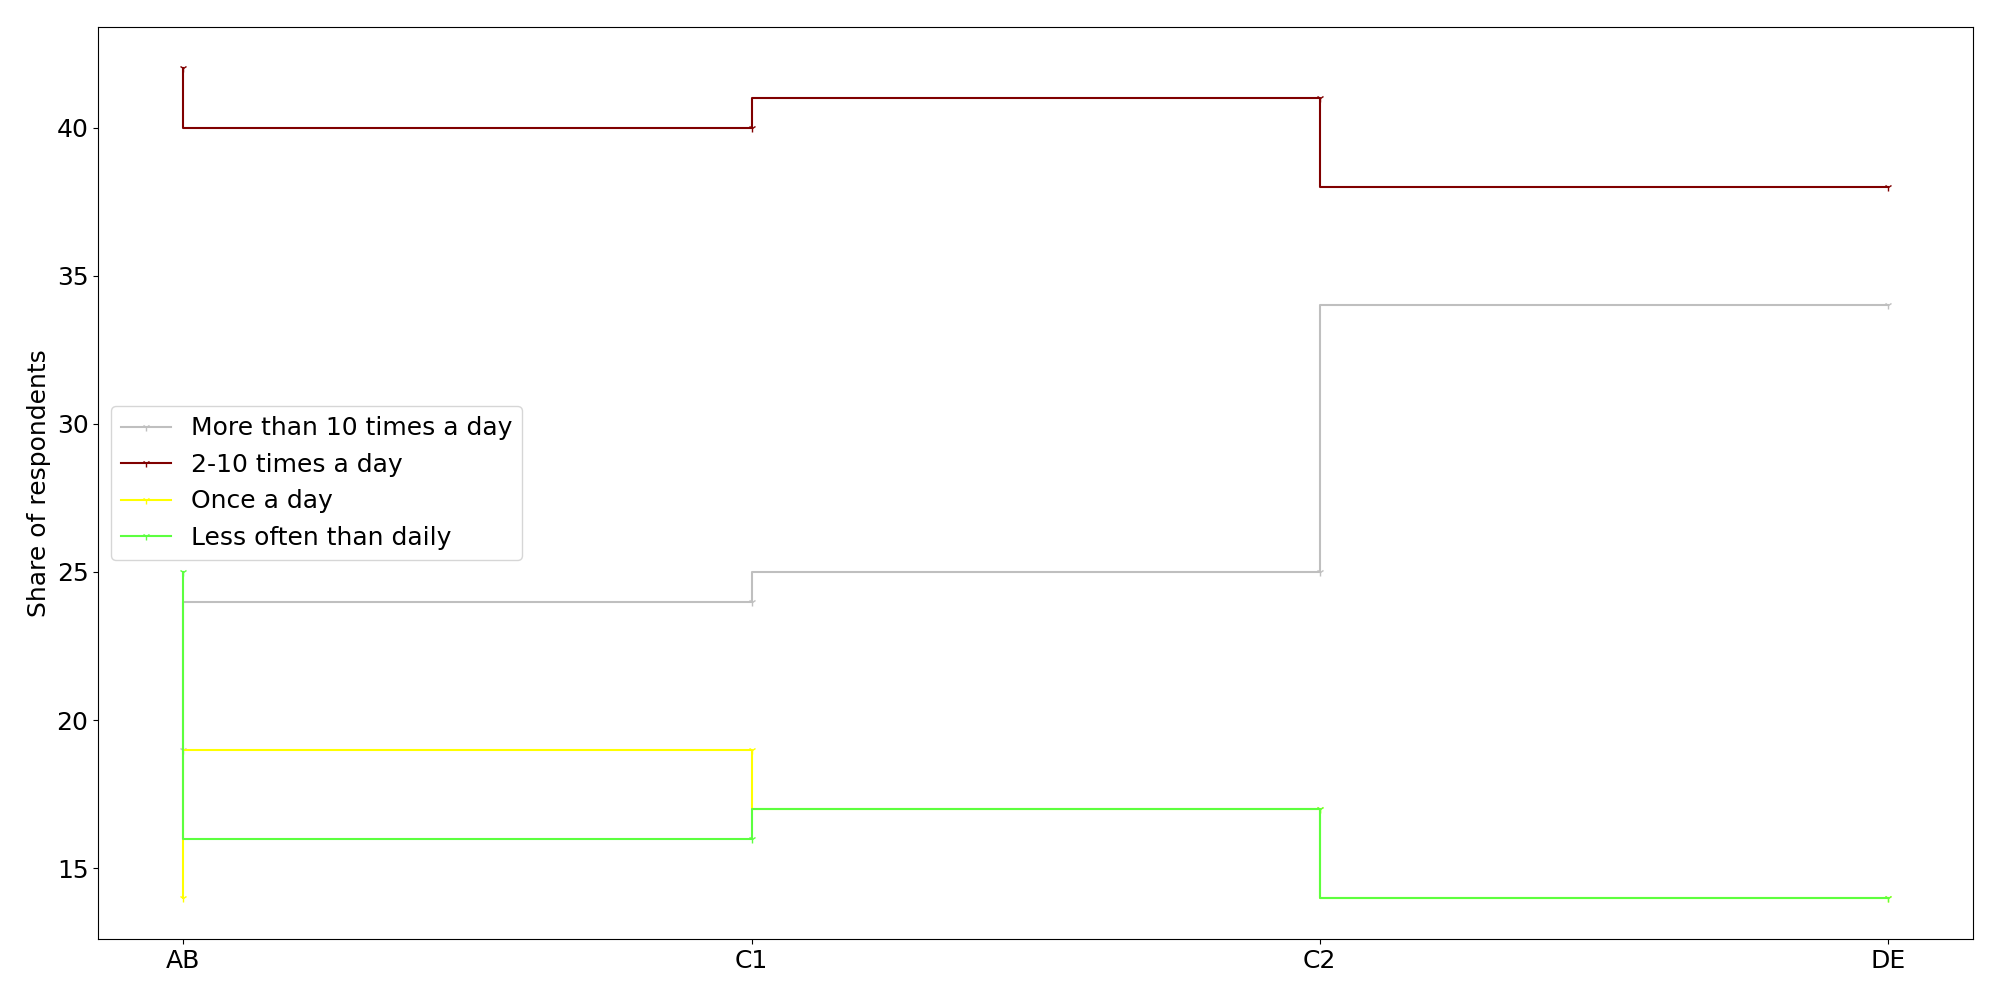 Share of respondents
40
35
30
25
20
15
More than 10 times a day
2-10 times a day
Once a day
Less often than daily
AB
C1
C2
DE